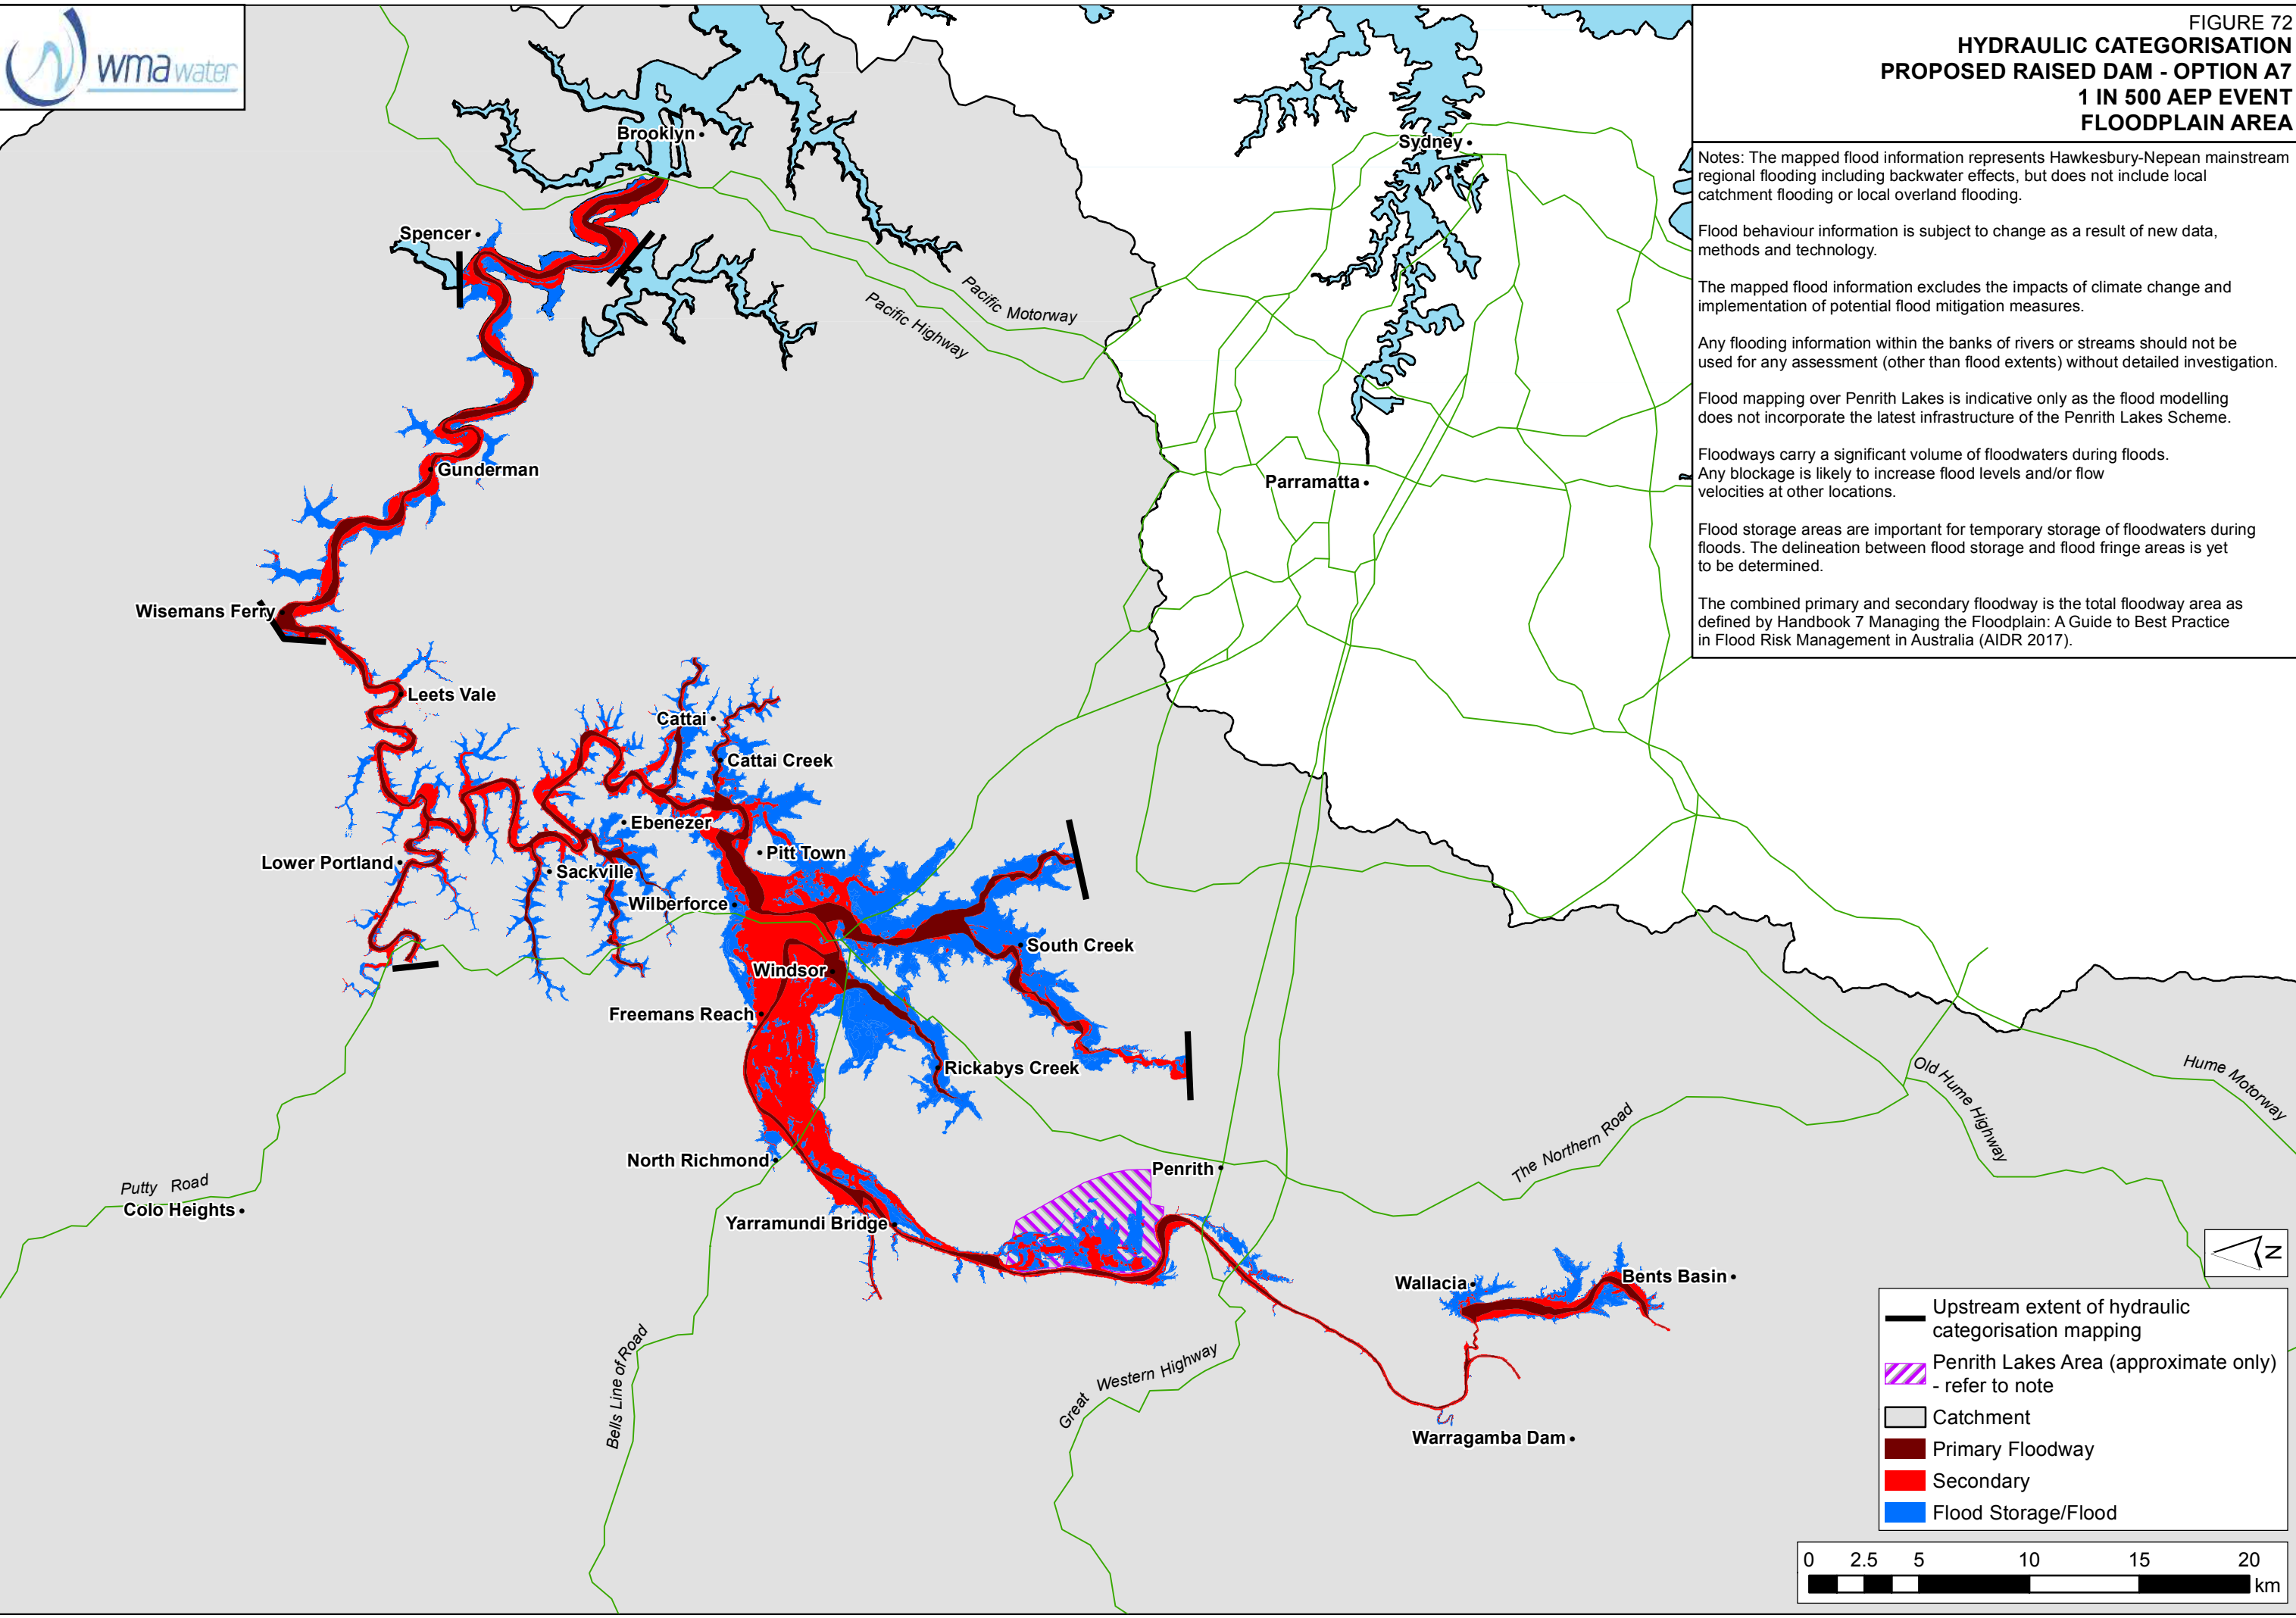 wmawater
FIGURE 72
HYDRAULIC CATEGORISATION
PROPOSED RAISED DAM - OPTION A7
1 IN 500 AEP EVENT
FLOODPLAIN AREA
Notes: The mapped flood information represents Hawkesbury-Nepean mainstream
regional flooding including backwater effects, but does not include local
catchment flooding or local overland flooding.
Flood behaviour information is subject to change as a result of new data,
methods and technology.
The mapped flood information excludes the impacts of climate change and
implementation of potential flood mitigation measures.
Any flooding information within the banks of rivers or streams should not be
used for any assessment (other than flood extents) without detailed investigation.
Flood mapping over Penrith Lakes is indicative only as the flood modelling
does not incorporate the latest infrastructure of the Penrith Lakes Scheme.
Floodways carry a significant volume of floodwaters during floods.
Any blockage is likely to increase flood levels and/or flow
velocities at other locations.
Flood storage areas are important for temporary storage of floodwaters during
floods. The delineation between flood storage and flood fringe areas is yet
to be determined.
The combined primary and secondary floodway is the total floodway area as
defined by Handbook 7 Managing the Floodplain: A Guide to Best Practice
in Flood Risk Management in Australia (AIDR 2017).
Brooklyn
Sydney
Spencer
Pacific Motorway
Pacific Highway
Gunderman
Parramatta
Wisemans Ferry
Leets Vale
Cattai
Cattai Creek
Ebenezer
Pitt Town
Lower Portland
Sackville
Wilberforce
South Creek
Windsor
Freemans Reach
Rickabys Creek
Old Hume Highway
Hume Motorway
The Northern Road
North Richmond
Penrith
Putty Road
Colo Heights
Yarramundi Bridge
Wallacia
Bents Basin
Bells Line of Road
Great Western Highway
Warragamba Dam
N
Upstream extent of hydraulic
categorisation mapping
Penrith Lakes Area (approximate only)
- refer to note
Catchment
Primary Floodway
Secondary
Flood Storage/Flood
0 2.5 5 10 15 20
km